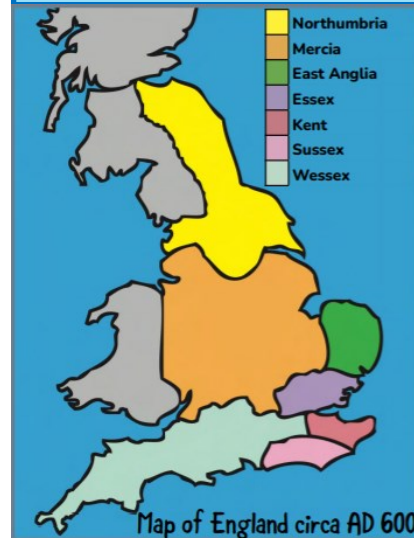 Northumbria
Mercia
East Anglia
Essex
Kent
Sussex
Wessex
Map of England circa AD 600